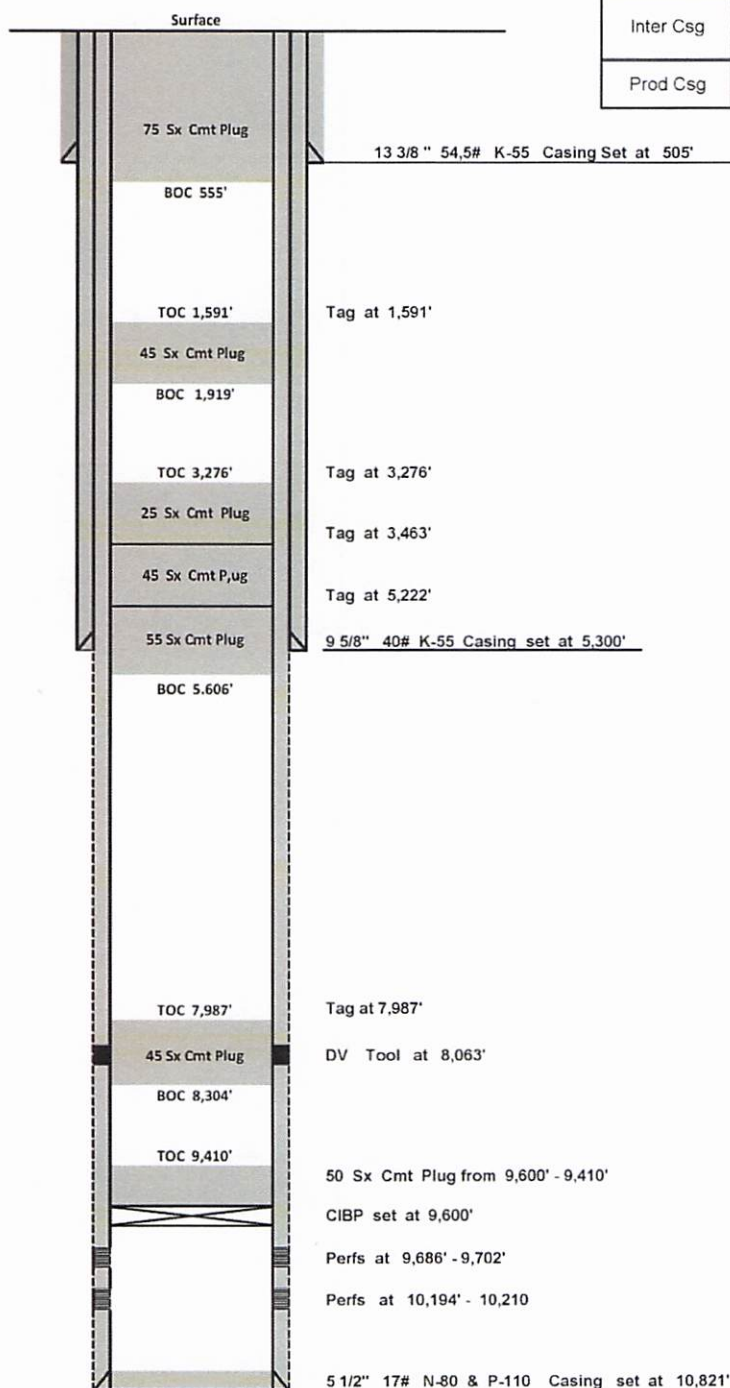 Surface
Inter Csg
Prod Csg
75 Sx Cmt Plug
13 3/8 " 54,5# K-55 Casing Set at 505'
BOC 555'
TOC 1,591' Tag at 1,591'
45 Sx Cmt Plug
BOC 1,919'
TOC 3,276' Tag at 3,276'
25 Sx Cmt Plug
Tag at 3,463'
45 Sx Cmt P,ug
Tag at 5,222'
55 Sx Cmt Plug 9 5/8" 40# K-55 Casing set at 5,300'
BOC 5.606'
TOC 7,987' Tag at 7,987'
45 Sx Cmt Plug DV Tool at 8,063'
BOC 8,304'
TOC 9,410'
50 Sx Cmt Plug from 9,600' - 9,410'
CIBP set at 9,600'
Perfs at 9,686' - 9,702'
Perfs at 10,194' - 10,210
5 1/2" 17# N-80 & P-110 Casing set at 10,821'